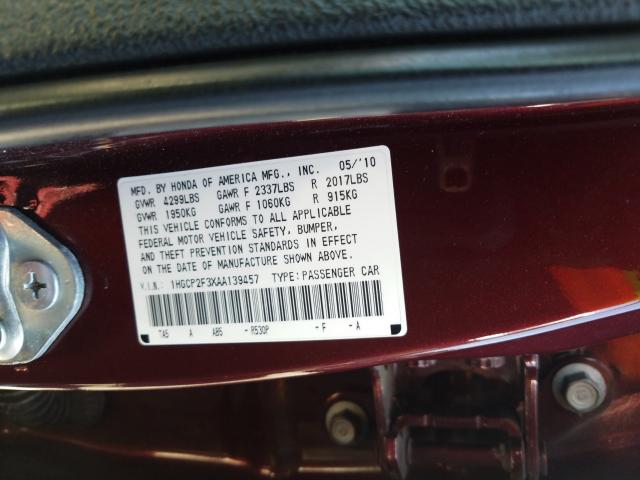 MFD. BY HONDA OF AMERICA MFG., INC. 05/'10
GVWR 4299LBS GAWR F 2337LBS R 2017LBS
GVWR 1950KG GAWR F 1060KG R 915KG
THIS VEHICLE CONFORMS TO ALL APPLICABLE
FEDERAL MOTOR VEHICLE SAFETY, BUMPER,
AND THEFT PREVENTION STANDARDS IN EFFECT
ON THE DATE OF MANUFACTURE SHOWN ABOVE.
V.I.N.: 1HGCP2F3XAA139457 TYPE: PASSENGER CAR
TA5 A AB5 - R530P - F - A